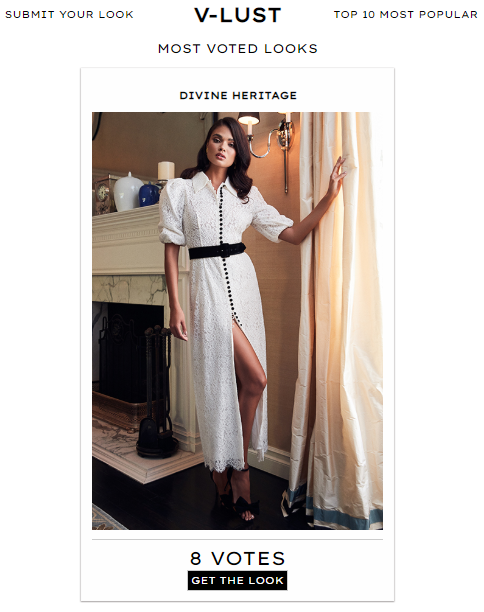 SUBMIT YOUR LOOK
V-LUST
TOP 10 MOST POPULAR
MOST VOTED LOOKS
DIVINE HERITAGE
8 VOTES
GET THE LOOK